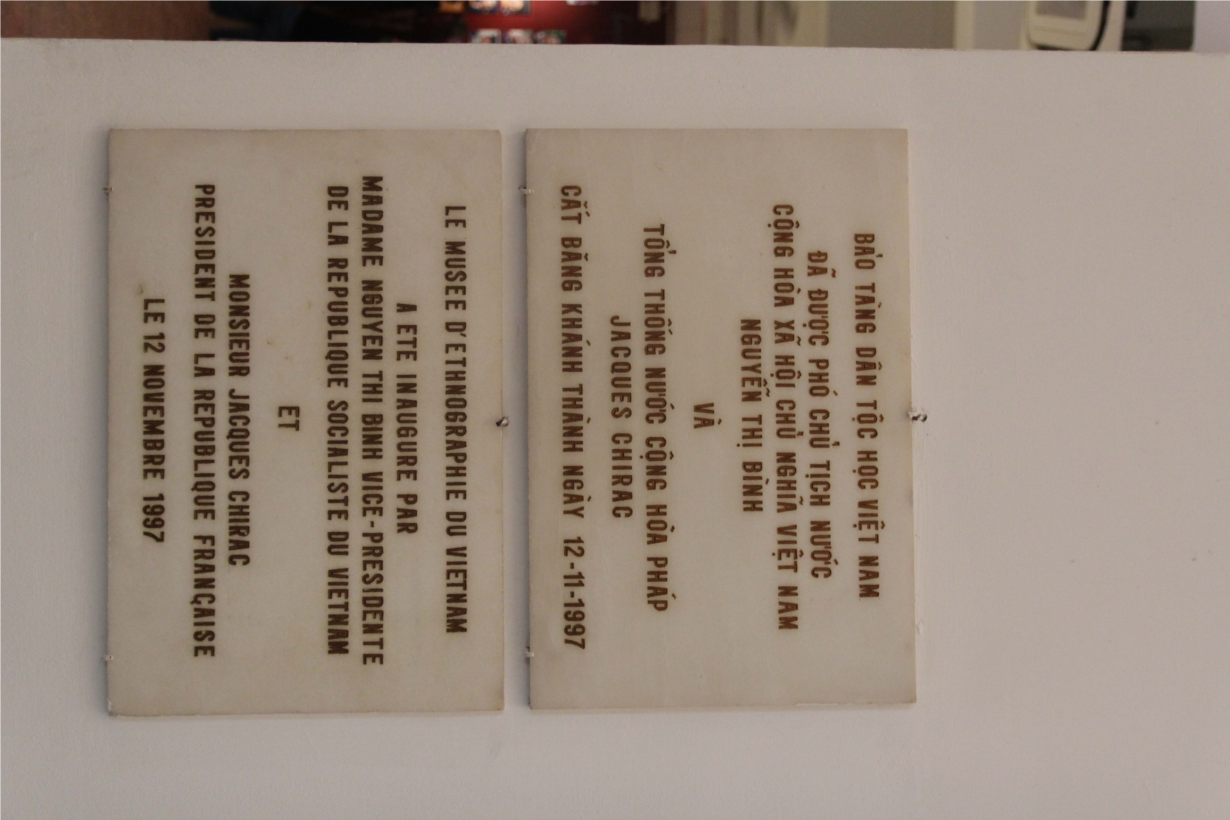 BẢO TÀNG DÂN TỘC HỌC VIỆT NAM
ĐÃ ĐƯỢC PHÓ CHỦ TỊCH NƯỚC
CỘNG HÒA XÃ HỘI CHỦ NGHĨA VIỆT NAM
NGUYỄN THỊ BÌNH
VÀ
TỔNG THỐNG NƯỚC CỘNG HÒA PHÁP
JACQUES CHIRAC
CẮT BĂNG KHÁNH THÀNH NGÀY 12-11-1997
LE MUSEE D'ETHNOGRAPHIE DU VIETNAM
A ETE INAUGURE PAR
MADAME NGUYEN THI BINH VICE-PRESIDENTE
DE LA REPUBLIQUE SOCIALISTE DU VIETNAM
ET
MONSIEUR JACQUES CHIRAC
PRESIDENT DE LA REPUBLIQUE FRANÇAISE
LE 12 NOVEMBRE 1997